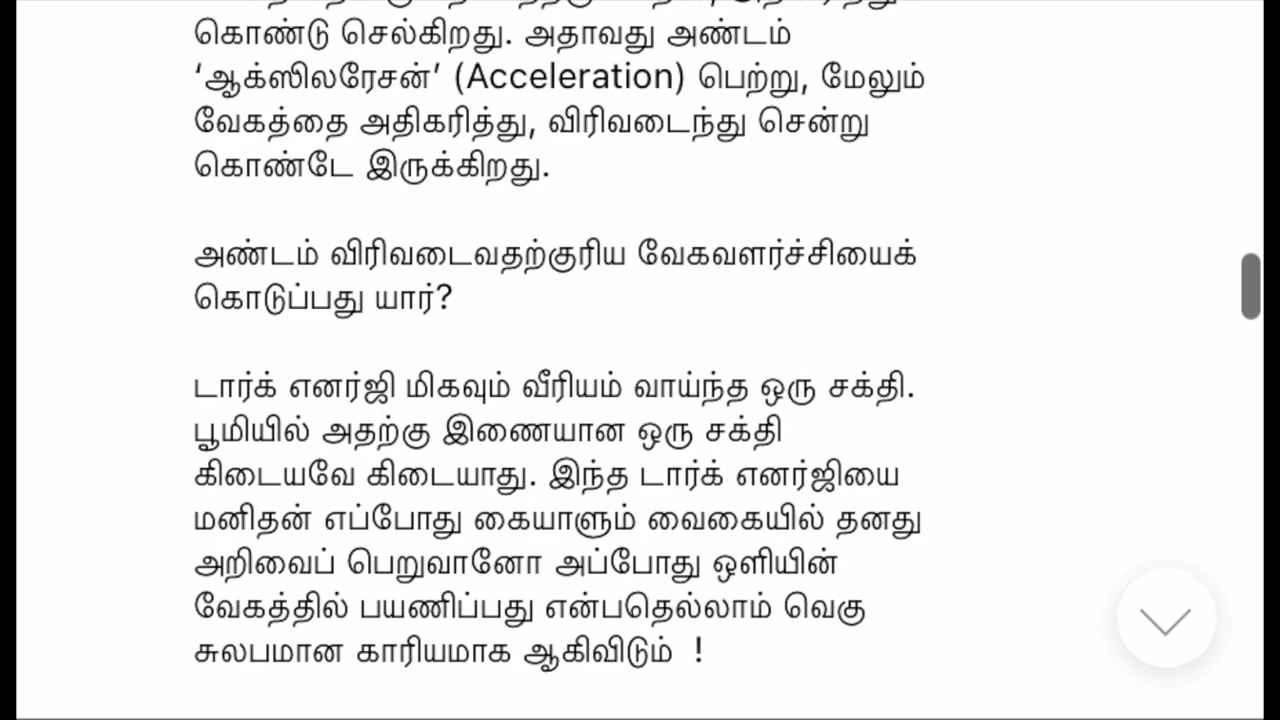 கொண்டு செல்கிறது. அதாவது அண்டம்
‘ஆக்ஸிலரேசன்’ (Acceleration) பெற்று, மேலும்
வேகத்தை அதிகரித்து, விரிவடைந்து சென்று
கொண்டே இருக்கிறது.
அண்டம் விரிவடைவதற்குரிய வேகவளர்ச்சியைக்
கொடுப்பது யார்?
டார்க் எனர்ஜி மிகவும் வீரியம் வாய்ந்த ஒரு சக்தி.
பூமியில் அதற்கு இணையான ஒரு சக்தி
கிடையவே கிடையாது. இந்த டார்க் எனர்ஜியை
மனிதன் எப்போது கையாளும் வைகையில் தனது
அறிவைப் பெறுவானோ அப்போது ஒளியின்
வேகத்தில் பயணிப்பது என்பதெல்லாம் வெகு
சுலபமான காரியமாக ஆகிவிடும் !